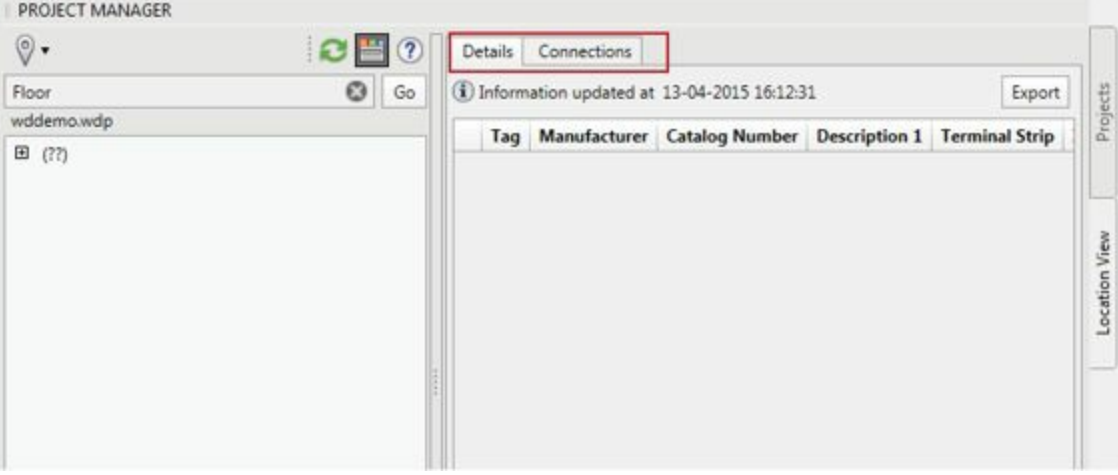 PROJECT MANAGER
Details Connections
Floor Go
Information updated at 13-04-2015 16:12:31 Export
wddemo.wdp
Tag Manufacturer Catalog Number Description 1 Terminal Strip
(??)
Projects
Location View